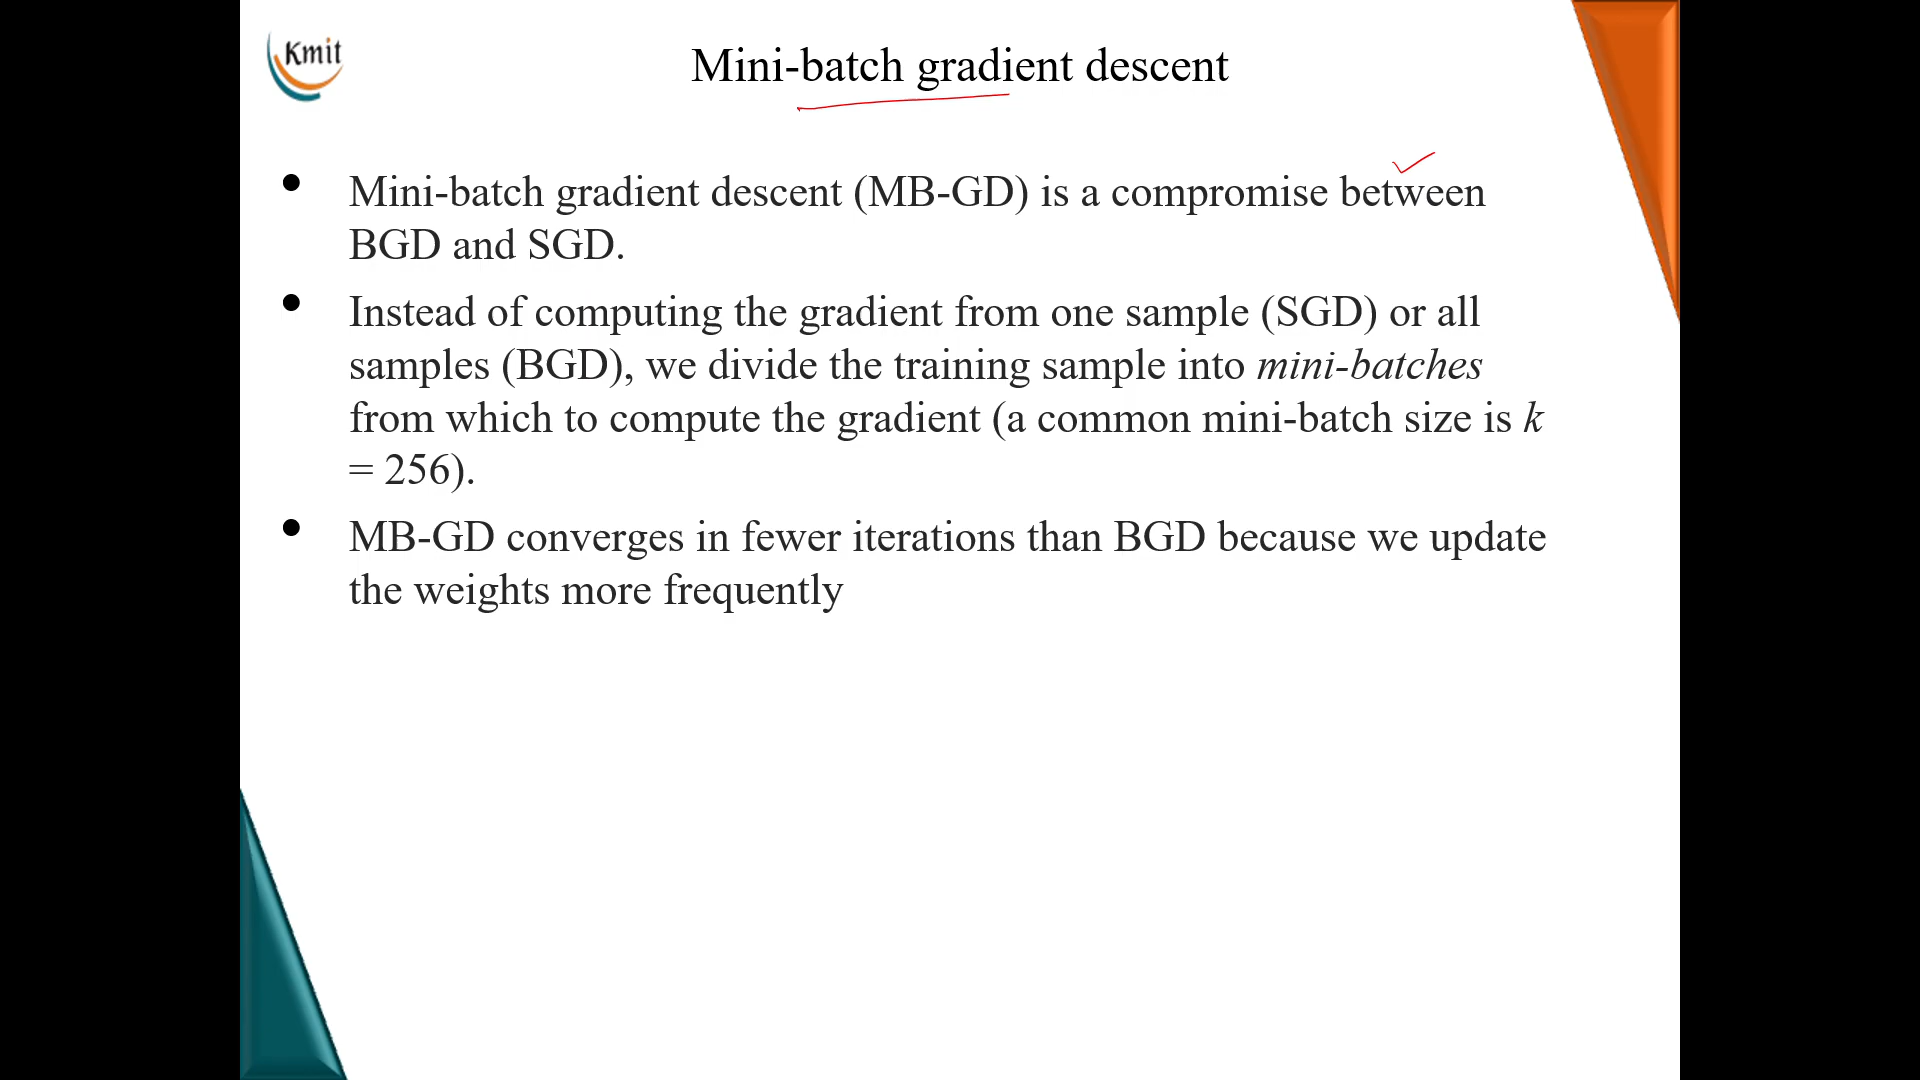 Kmit
Mini-batch gradient descent
• Mini-batch gradient descent (MB-GD) is a compromise between
BGD and SGD.
• Instead of computing the gradient from one sample (SGD) or all
samples (BGD), we divide the training sample into mini-batches
from which to compute the gradient (a common mini-batch size is k
= 256).
• MB-GD converges in fewer iterations than BGD because we update
the weights more frequently